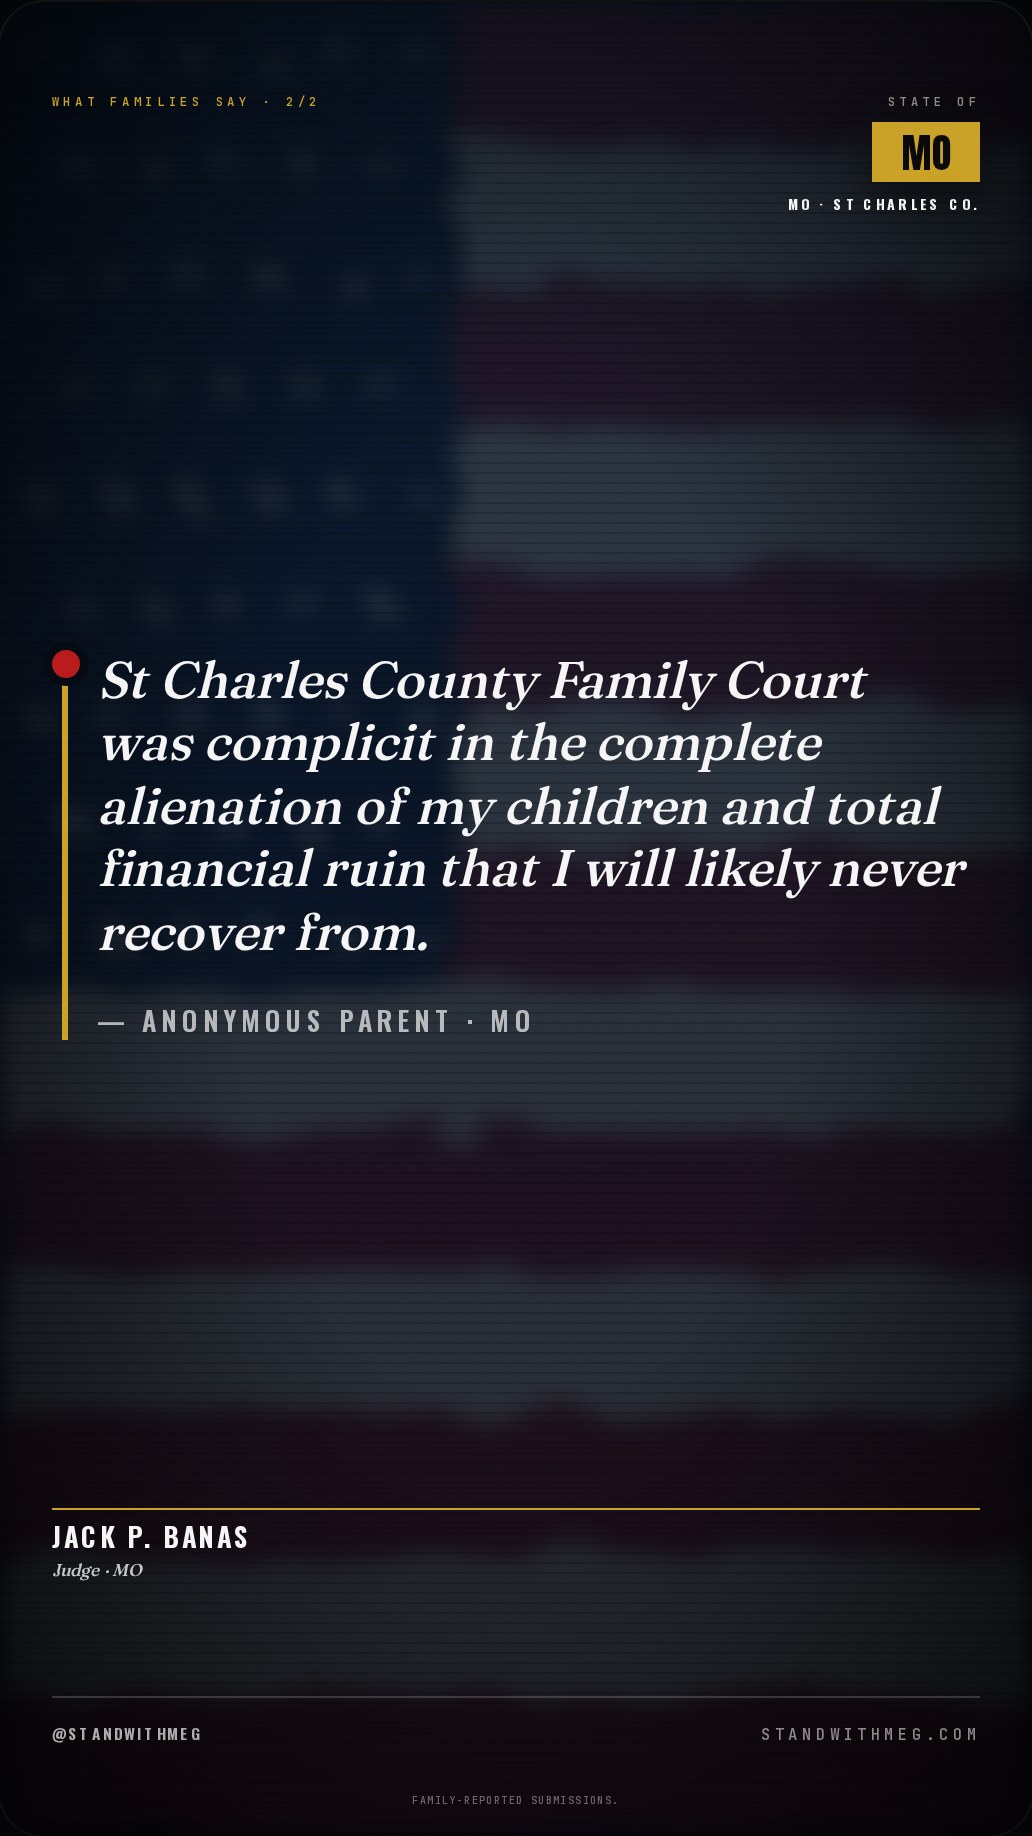 WHAT FAMILIES SAY · 2/2
STATE OF
MO
MO · ST CHARLES CO.
St Charles County Family Court
was complicit in the complete
alienation of my children and total
financial ruin that I will likely never
recover from.
— ANONYMOUS PARENT · MO
JACK P. BANAS
Judge · MO
@STANDWITHMEG
STANDWITHMEG.COM
FAMILY-REPORTED SUBMISSIONS.